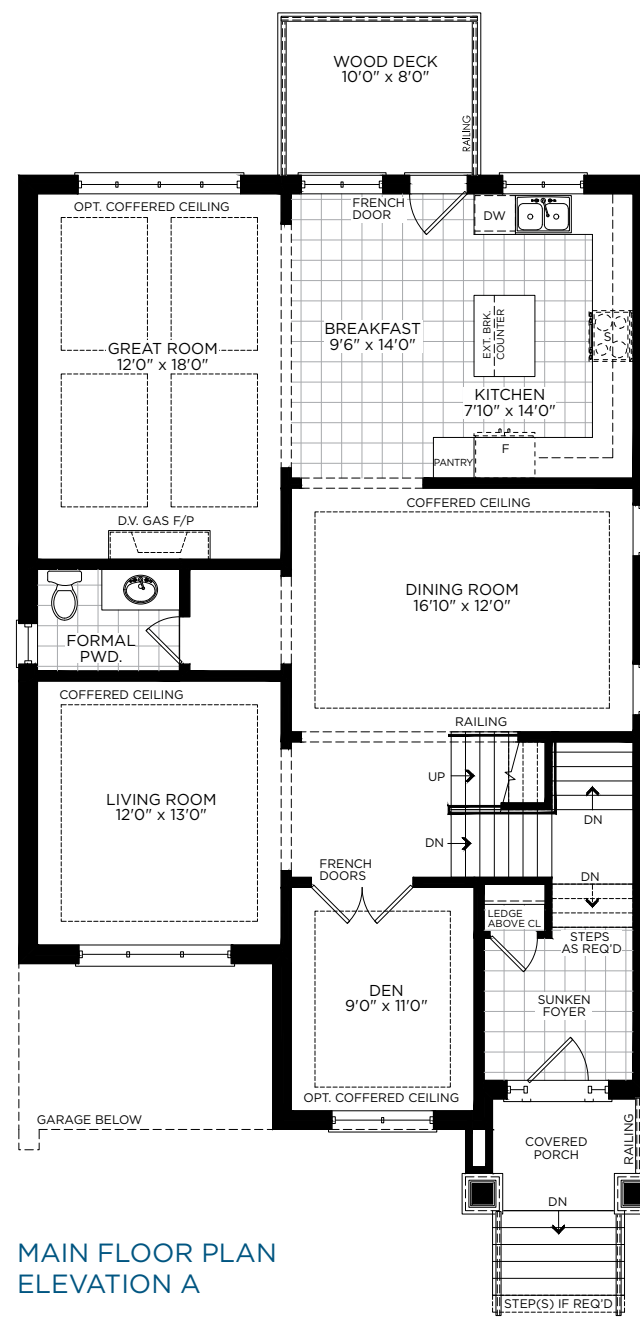 WOOD DECK
10'0" x 8'0"
RAILING
OPT. COFFERED CEILING
FRENCH
DOOR
DW
GREAT ROOM
12'0" x 18'0"
BREAKFAST
9'6" x 14'0"
EXT. BRK.
COUNTER
S
KITCHEN
7'10" x 14'0"
PANTRY
F
D.V. GAS F/P
COFFERED CEILING
DINING ROOM
16'10" x 12'0"
FORMAL
PWD.
COFFERED CEILING
RAILING
LIVING ROOM
12'0" x 13'0"
UP
DN
DN
DN
FRENCH
DOORS
LEDGE
ABOVE CL
STEPS
AS REQ'D
DEN
9'0" x 11'0"
SUNKEN
FOYER
OPT. COFFERED CEILING
GARAGE BELOW
COVERED
PORCH
RAILING
DN
STEP(S) IF REQ'D
MAIN FLOOR PLAN
ELEVATION A